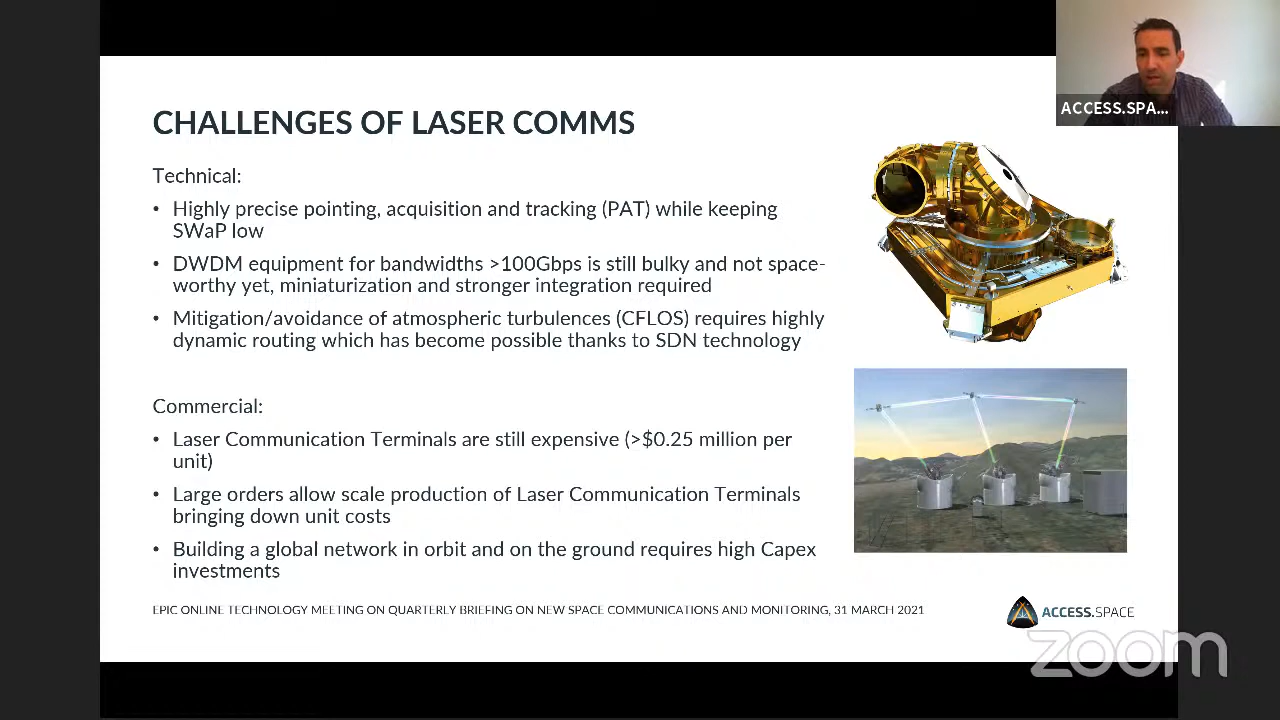 ACCESS.SPA...
CHALLENGES OF LASER COMMS
Technical:
• Highly precise pointing, acquisition and tracking (PAT) while keeping
SWaP low
• DWDM equipment for bandwidths >100Gbps is still bulky and not space-
worthy yet, miniaturization and stronger integration required
• Mitigation/avoidance of atmospheric turbulences (CFLOS) requires highly
dynamic routing which has become possible thanks to SDN technology
Commercial:
• Laser Communication Terminals are still expensive (>$0.25 million per
unit)
• Large orders allow scale production of Laser Communication Terminals
bringing down unit costs
• Building a global network in orbit and on the ground requires high Capex
investments
EPIC ONLINE TECHNOLOGY MEETING ON QUARTERLY BRIEFING ON NEW SPACE COMMUNICATIONS AND MONITORING, 31 MARCH 2021
ACCESS.SPACE
zoom